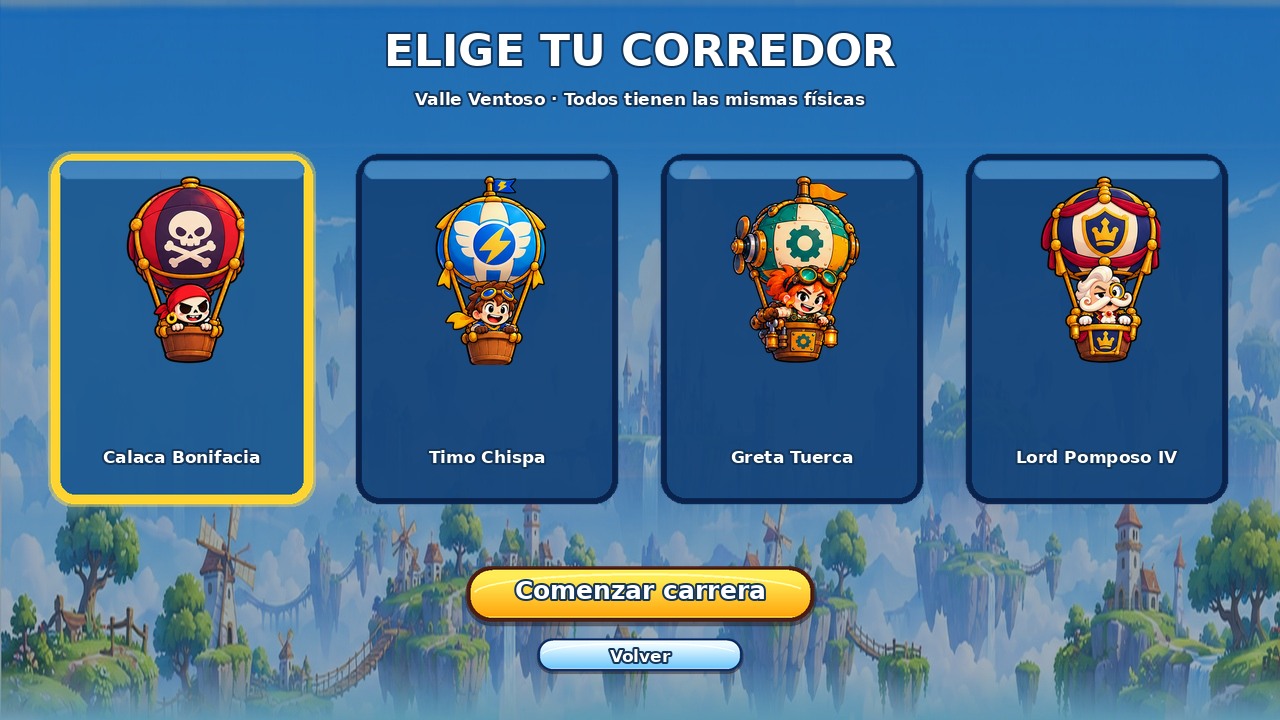 ELIGE TU CORREDOR
Valle Ventoso · Todos tienen las mismas físicas
Calaca Bonifacia
Timo Chispa
Greta Tuerca
Lord Pomposo IV
Comenzar carrera
Volver